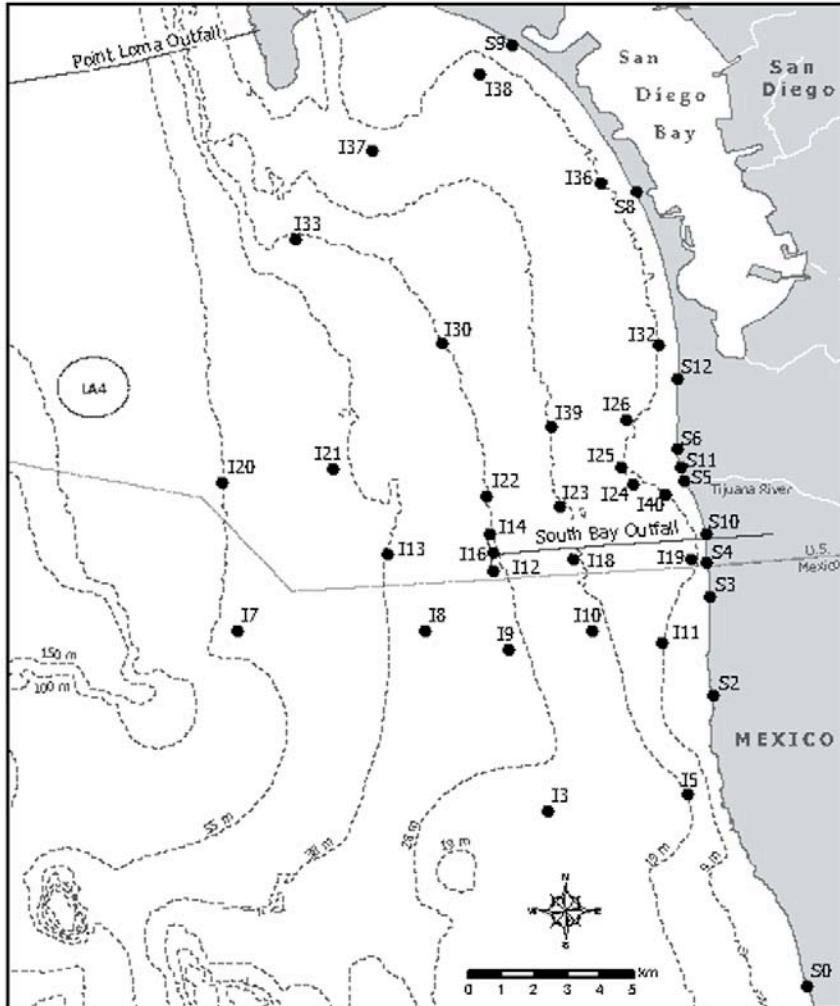 Point Loma Outfall
S9
San
Diego
Bay
San
Diego
I38
I37
I36
S8
I33
I30
I32
S12
LA4
I39
I26
S6
I20
I21
I25
S11
S5
I22
I24
I40
Tijuana River
I23
I14
South Bay Outfall
S10
I13
I16
I18
I19
S4
U.S.
Mexico
I12
S3
I7
I8
I9
I10
I11
150 m
100 m
S2
MEXICO
I5
I3
55 m
38 m
28 m
19 m
19 m
9 m
N
W
E
S
km
0 1 2 3 4 5
S0